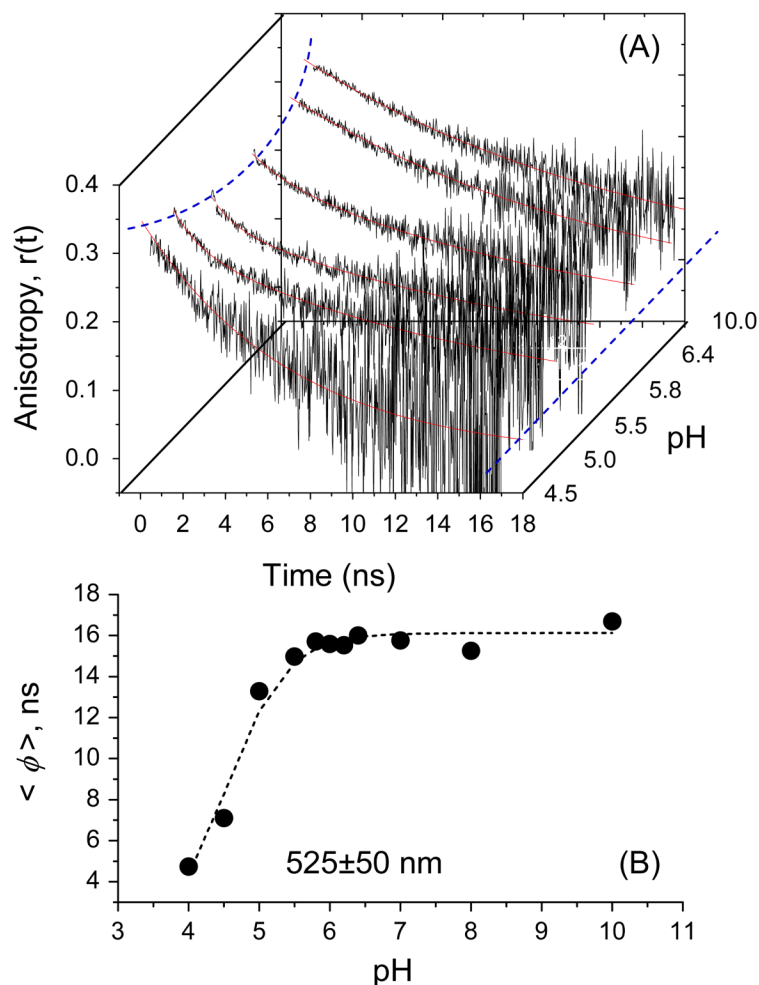 (A)
Anisotropy, r(t)
0.4
0.3
0.2
0.1
0.0
0 2 4 6 8 10 12 14 16 18
Time (ns)
4.5
5.0
5.5
5.8
6.4
10.0
pH
<ϕ>, ns
18
16
14
12
10
8
6
4
525±50 nm
(B)
3 4 5 6 7 8 9 10 11
pH